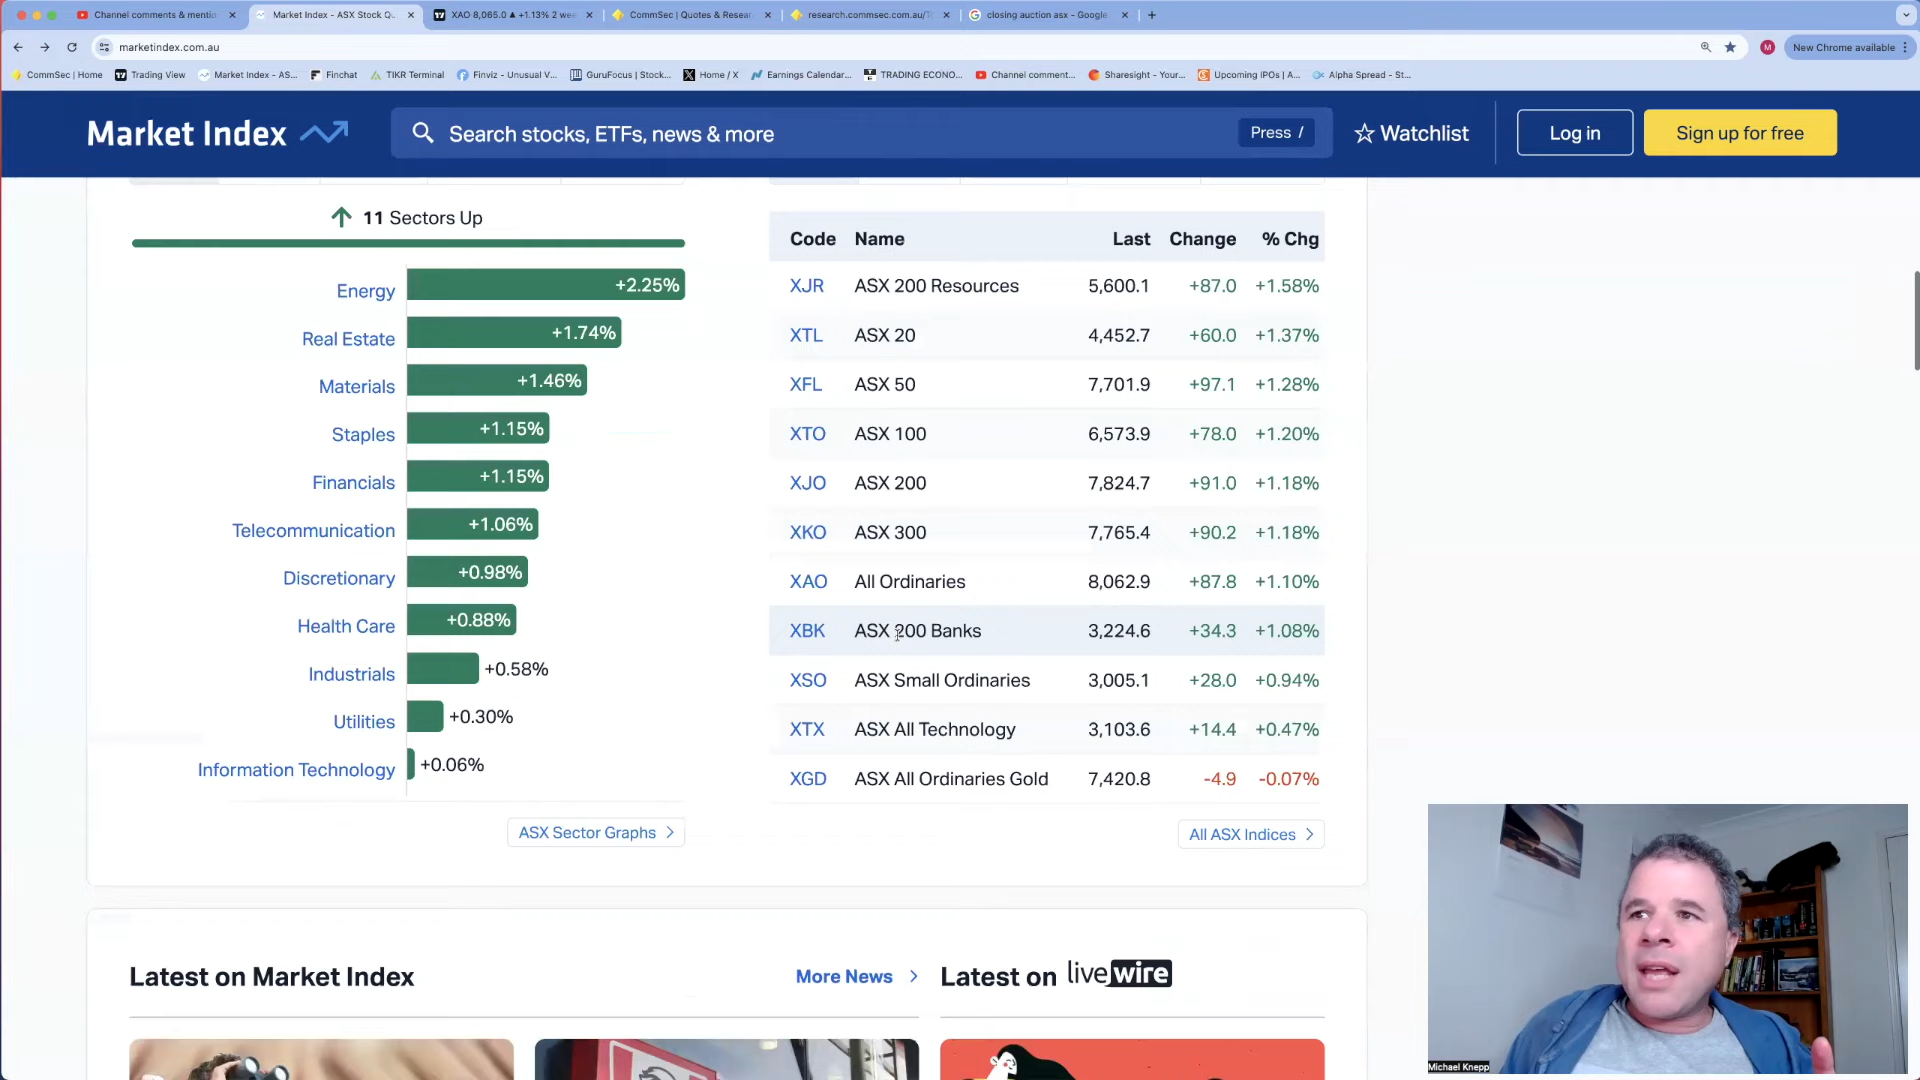 Channel comments & mentio
Market Index - ASX Stock Qu
XAO 8,065.0 ▲ +1.13% 2 wee
CommSec | Quotes & Resear
research.commsec.com.au/T
closing auction asx - Google
marketindex.com.au
New Chrome available
CommSec | Home
Trading View
Market Index - AS...
Finchat
TIKR Terminal
Finviz - Unusual V...
GuruFocus | Stock...
Home / X
Earnings Calendar...
TRADING ECONO...
Channel comment...
Sharesight - Your...
Upcoming IPOs | A...
Alpha Spread - St...
Market Index
Search stocks, ETFs, news & more
Press /
Watchlist
Log in
Sign up for free
11 Sectors Up
Energy +2.25%
Real Estate +1.74%
Materials +1.46%
Staples +1.15%
Financials +1.15%
Telecommunication +1.06%
Discretionary +0.98%
Health Care +0.88%
Industrials +0.58%
Utilities +0.30%
Information Technology +0.06%
ASX Sector Graphs
Code Name Last Change % Chg
XJR ASX 200 Resources 5,600.1 +87.0 +1.58%
XTL ASX 20 4,452.7 +60.0 +1.37%
XFL ASX 50 7,701.9 +97.1 +1.28%
XTO ASX 100 6,573.9 +78.0 +1.20%
XJO ASX 200 7,824.7 +91.0 +1.18%
XKO ASX 300 7,765.4 +90.2 +1.18%
XAO All Ordinaries 8,062.9 +87.8 +1.10%
XBK ASX 200 Banks 3,224.6 +34.3 +1.08%
XSO ASX Small Ordinaries 3,005.1 +28.0 +0.94%
XTX ASX All Technology 3,103.6 +14.4 +0.47%
XGD ASX All Ordinaries Gold 7,420.8 -4.9 -0.07%
All ASX Indices
Latest on Market Index
More News
Latest on livewire
Michael Knepp